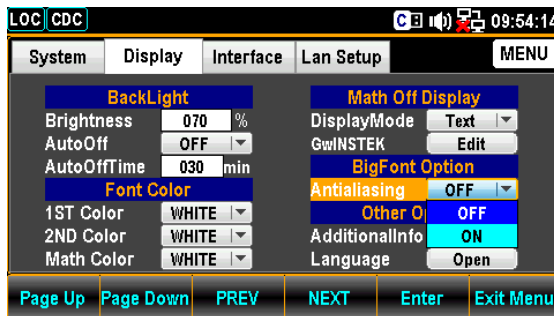 LOC CDC C 09:54:14
System Display Interface Lan Setup MENU
BackLight
Brightness 070 %
AutoOff OFF
AutoOffTime 030 min
Font Color
1ST Color WHITE
2ND Color WHITE
Math Color WHITE
Math Off Display
DisplayMode Text
GWINSTEK Edit
BigFont Option
Antialiasing OFF
OFF
ON
Other O
AdditionalInfo
Language Open
Page Up Page Down PREV NEXT Enter Exit Menu